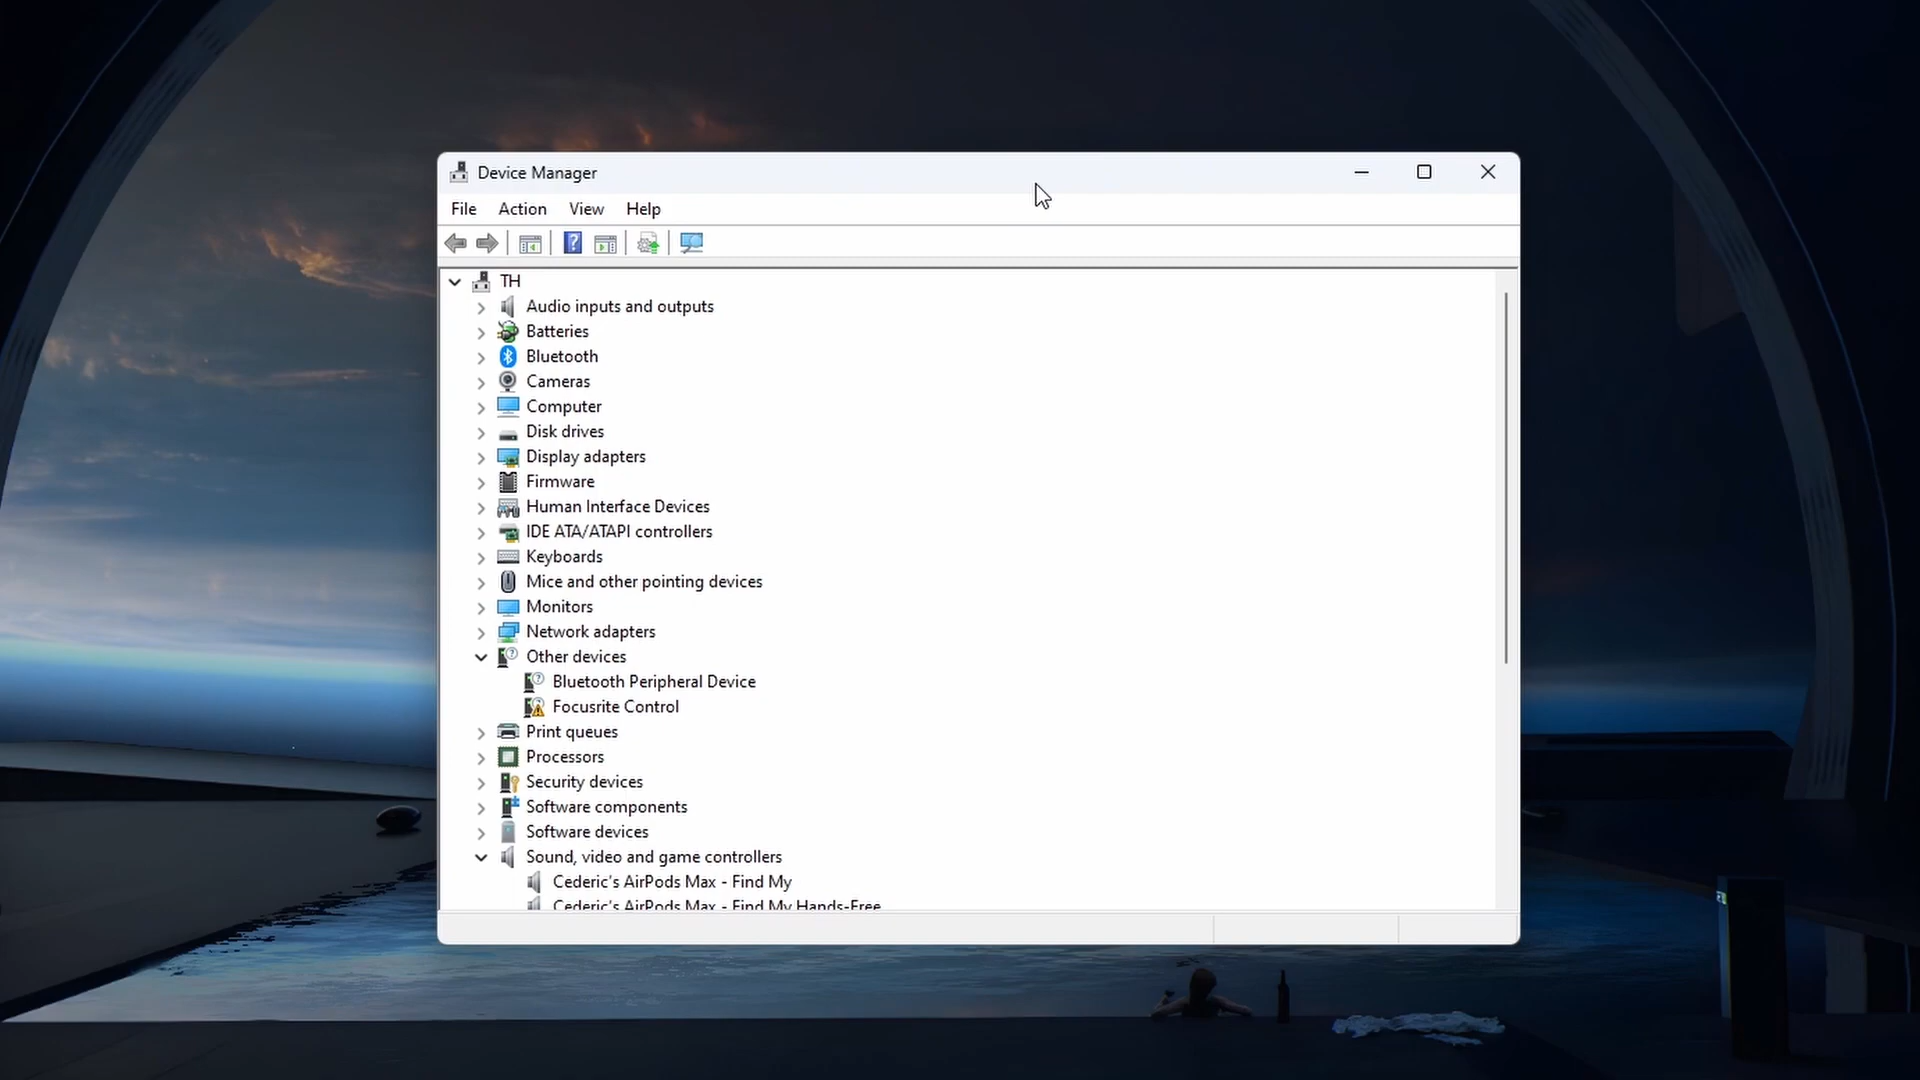 Device Manager
File Action View Help
TH
Audio inputs and outputs
Batteries
Bluetooth
Cameras
Computer
Disk drives
Display adapters
Firmware
Human Interface Devices
IDE ATA/ATAPI controllers
Keyboards
Mice and other pointing devices
Monitors
Network adapters
Other devices
Bluetooth Peripheral Device
Focusrite Control
Print queues
Processors
Security devices
Software components
Software devices
Sound, video and game controllers
Cederic's AirPods Max - Find My
Cederic's AirPods Max - Find My Hands-Free